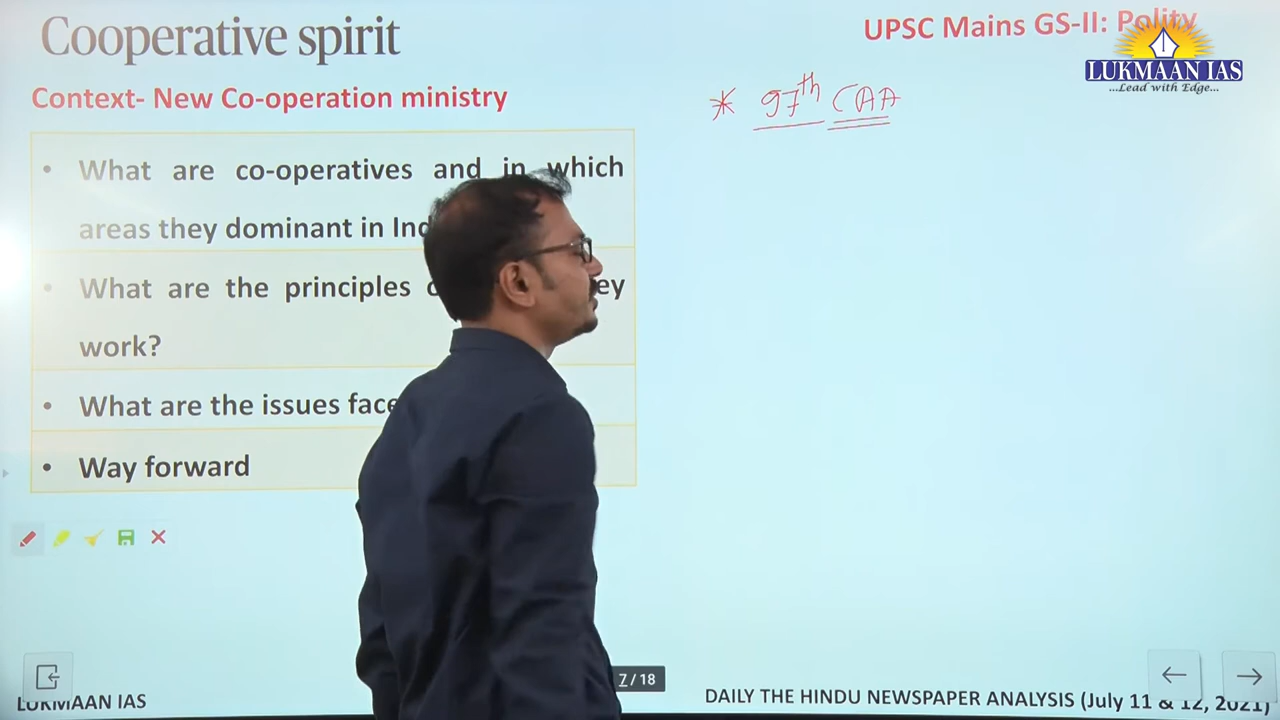 Cooperative spirit
UPSC Mains GS-II: Polity
LUKMAAN IAS
...Lead with Edge...
Context- New Co-operation ministry
* 97th CAA
• What are co-operatives and in which
areas they dominant in
• What are the principles
work?
• What are the issues
• Way forward
7 / 18
LUKMAAN IAS
DAILY THE HINDU NEWSPAPER ANALYSIS (July 11 & 12, 2021)